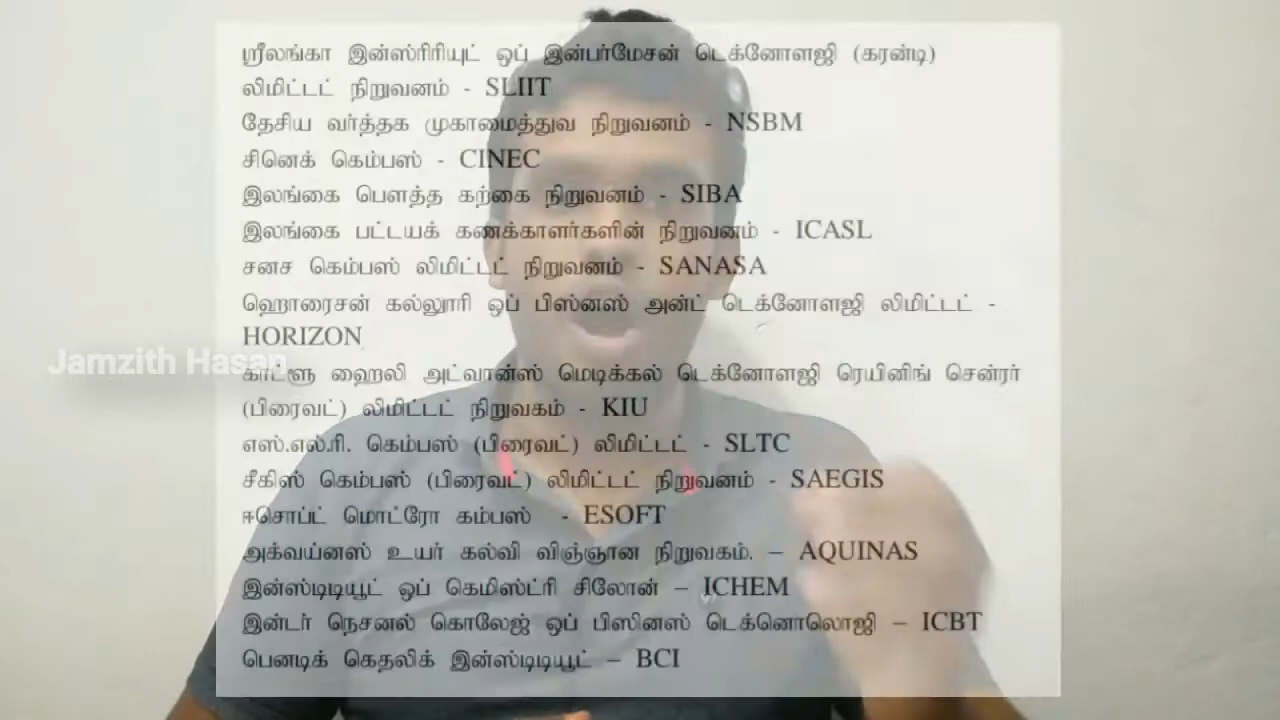 ஸ்ரீலங்கா இன்ஸ்ரிரியுட் ஒப் இன்பர்மேசன் டெக்னோளஜி (கரன்டி)
லிமிட்டட் நிறுவனம் - SLIIT
தேசிய வர்த்தக முகாமைத்துவ நிறுவனம் - NSBM
சினெக் கெம்பஸ் - CINEC
இலங்கை பௌத்த கற்கை நிறுவனம் - SIBA
இலங்கை பட்டயக் கணக்காளர்களின் நிறுவனம் - ICASL
சனச கெம்பஸ் லிமிட்டட் நிறுவனம் - SANASA
ஹொரைசன் கல்லூரி ஒப் பிஸ்னஸ் அன்ட் டெக்னோளஜி லிமிட்டட் -
HORIZON
Jamzith Hasan
காட்ளூ ஹைலி அட்வான்ஸ் மெடிக்கல் டெக்னோளஜி ரெயினிங் சென்ரர்
(பிரைவட்) லிமிட்டட் நிறுவகம் - KIU
எஸ்.எல்.ரி. கெம்பஸ் (பிரைவட்) லிமிட்டட் - SLTC
சீகிஸ் கெம்பஸ் (பிரைவட்) லிமிட்டட் நிறுவனம் - SAEGIS
ஈசொப்ட் மொட்ரோ கம்பஸ் - ESOFT
அக்வய்னஸ் உயர் கல்வி விஞ்ஞான நிறுவகம். – AQUINAS
இன்ஸ்டிடியூட் ஒப் கெமிஸ்ட்ரி சிலோன் – ICHEM
இன்டர் நெசனல் கொலேஜ் ஒப் பிஸினஸ் டெக்னொலொஜி – ICBT
பெனடிக் கெதலிக் இன்ஸ்டிடியூட் – BCI